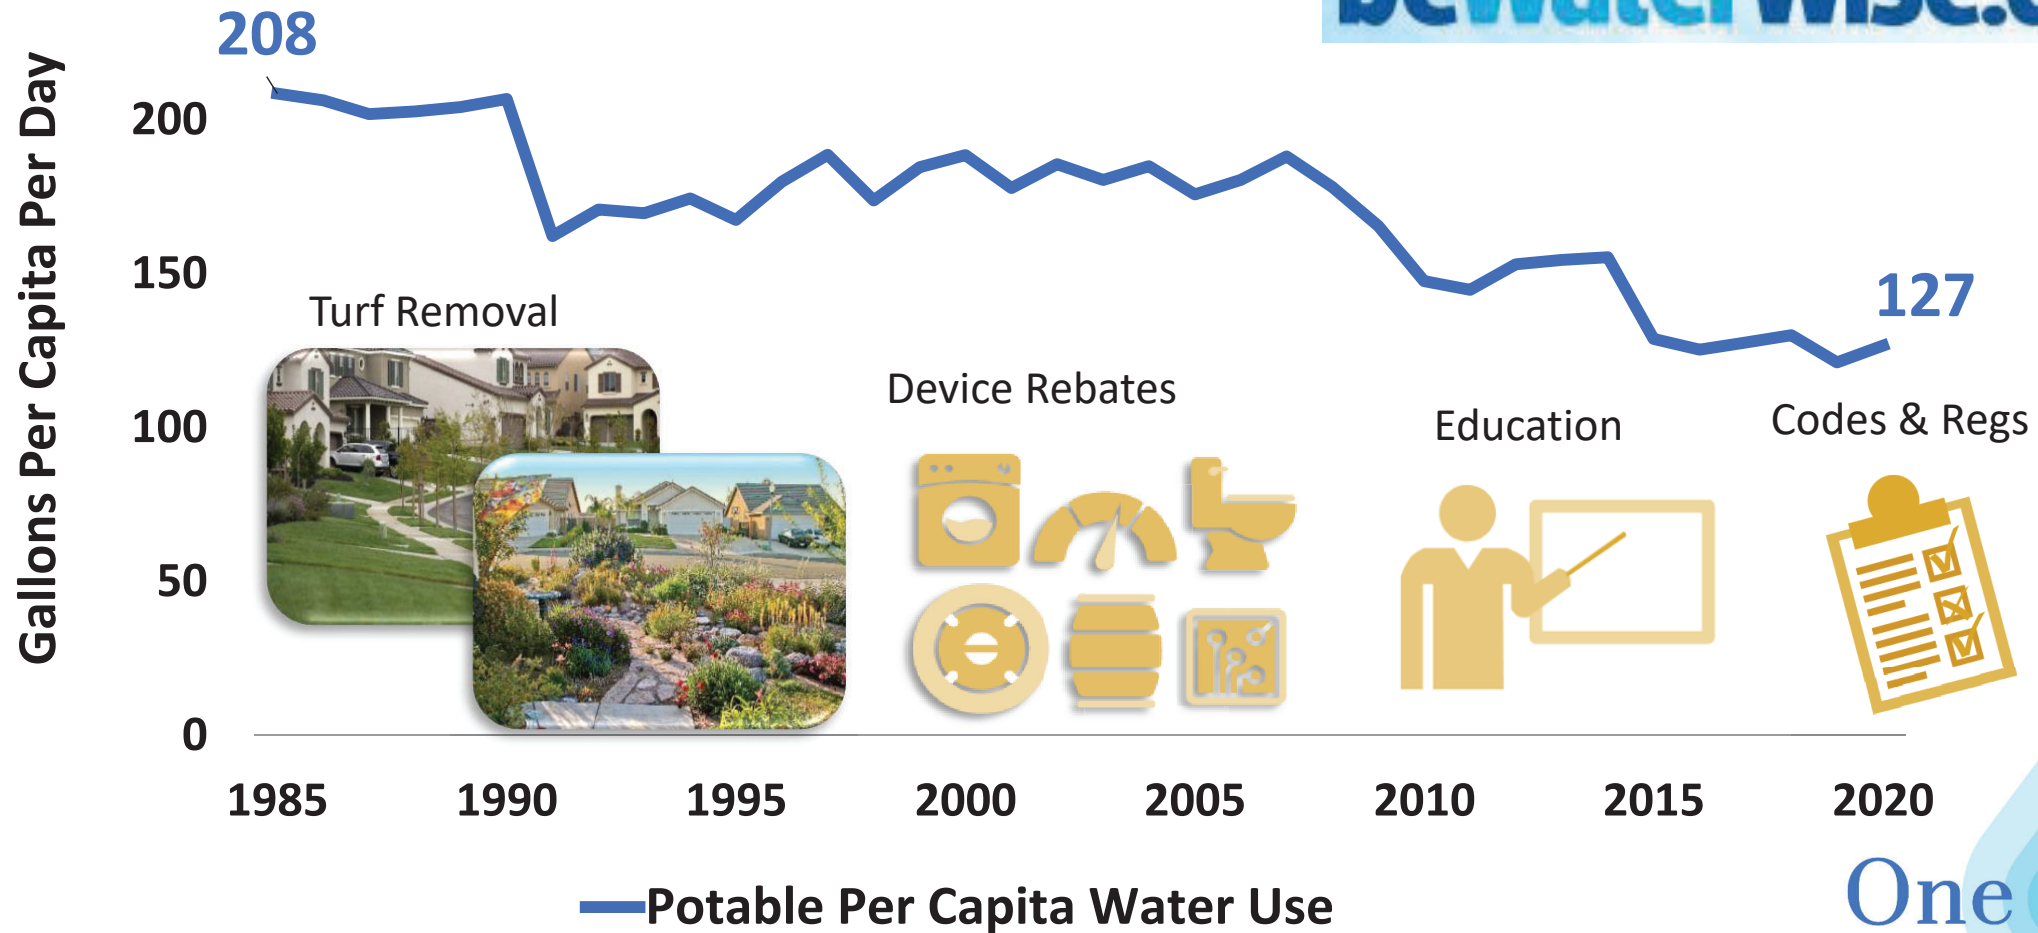 208
Gallons Per Capita Per Day
200
150
100
50
0
127
Turf Removal
Device Rebates
Education
Codes & Regs
1985 1990 1995 2000 2005 2010 2015 2020
Potable Per Capita Water Use
One